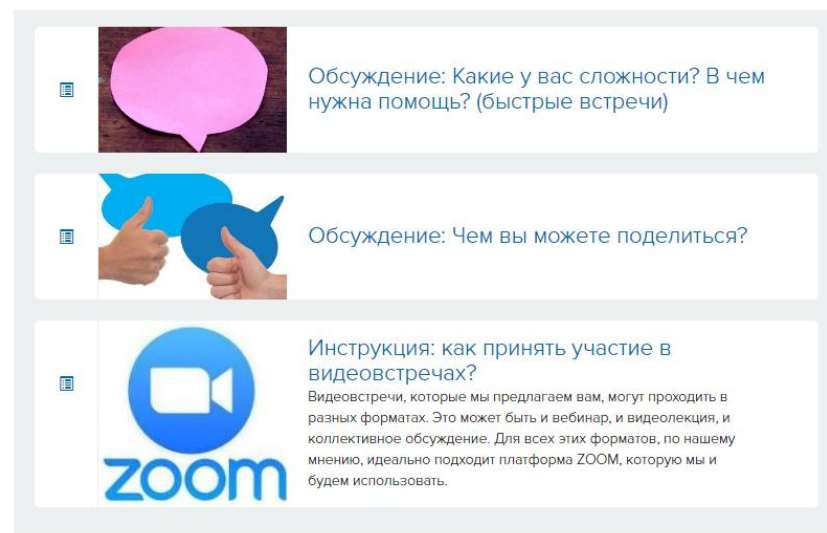 Обсуждение: Какие у вас сложности? В чем
нужна помощь? (быстрые встречи)
Обсуждение: Чем вы можете поделиться?
zoom
Инструкция: как принять участие в
видеовстречах?
Видеовстречи, которые мы предлагаем вам, могут проходить в
разных форматах. Это может быть и вебинар, и видеолекция, и
коллективное обсуждение. Для всех этих форматов, по нашему
мнению, идеально подходит платформа ZOOM, которую мы и
будем использовать.